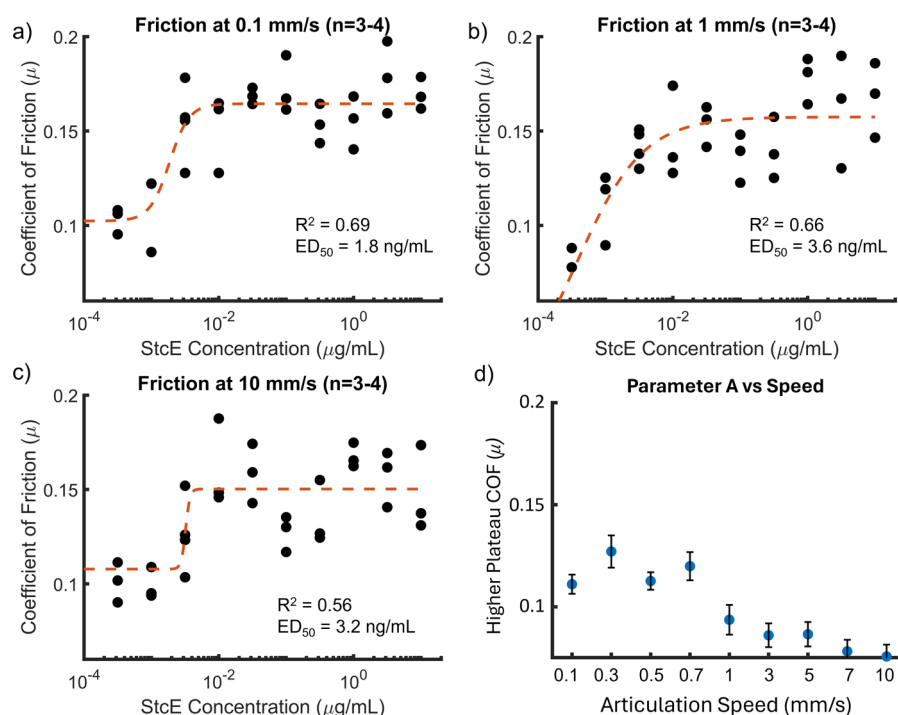 a)
Friction at 0.1 mm/s (n=3-4)
Coefficient of Friction (μ)
0.2
0.15
0.1
R² = 0.69
ED₅₀ = 1.8 ng/mL
10⁻⁴
10⁻²
10⁰
StcE Concentration (μg/mL)
b)
Friction at 1 mm/s (n=3-4)
Coefficient of Friction (μ)
0.2
0.15
0.1
R² = 0.66
ED₅₀ = 3.6 ng/mL
10⁻⁴
10⁻²
10⁰
StcE Concentration (μg/mL)
c)
Friction at 10 mm/s (n=3-4)
Coefficient of Friction (μ)
0.2
0.15
0.1
R² = 0.56
ED₅₀ = 3.2 ng/mL
10⁻⁴
10⁻²
10⁰
StcE Concentration (μg/mL)
d)
Parameter A vs Speed
Higher Plateau COF (μ)
0.2
0.15
0.1
0.1 0.3 0.5 0.7 1 3 5 7 10
Articulation Speed (mm/s)